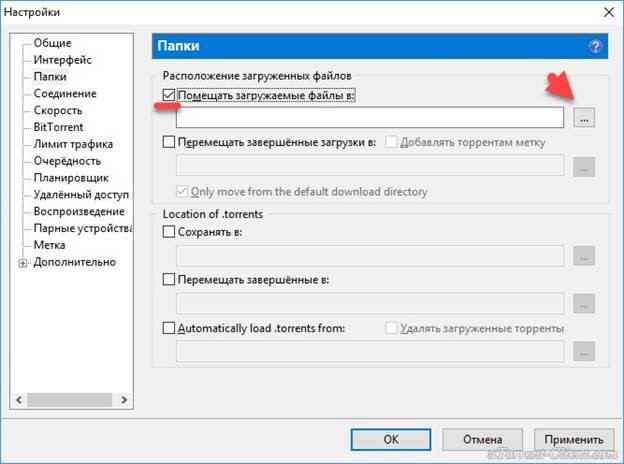 Настройки
Общие
Интерфейс
Папки
Соединение
Скорость
BitTorrent
Лимит трафика
Очерёдность
Планировщик
Удалённый доступ
Воспроизведение
Парные устройства
Метка
Дополнительно
Папки
Расположение загруженных файлов
Помещать загружаемые файлы в:
...
Перемещать завершённые загрузки в: Добавлять торрентам метку
...
Only move from the default download directory
Location of .torrents
Сохранять в:
...
Перемещать завершённые в:
...
Automatically load .torrents from: Удалять загруженные торренты
...
OK Отмена Применить
uTorrent-Client.com